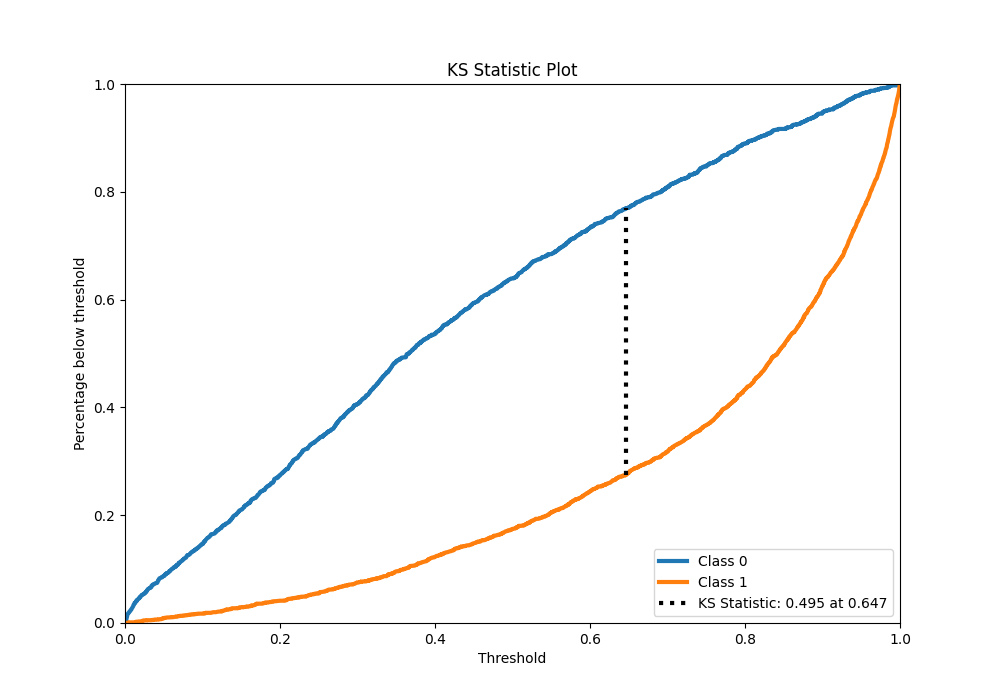 KS Statistic Plot
1.0
0.8
0.6
0.4
0.2
0.0
Percentage below threshold
0.0 0.2 0.4 0.6 0.8 1.0
Threshold
Class 0
Class 1
KS Statistic: 0.495 at 0.647